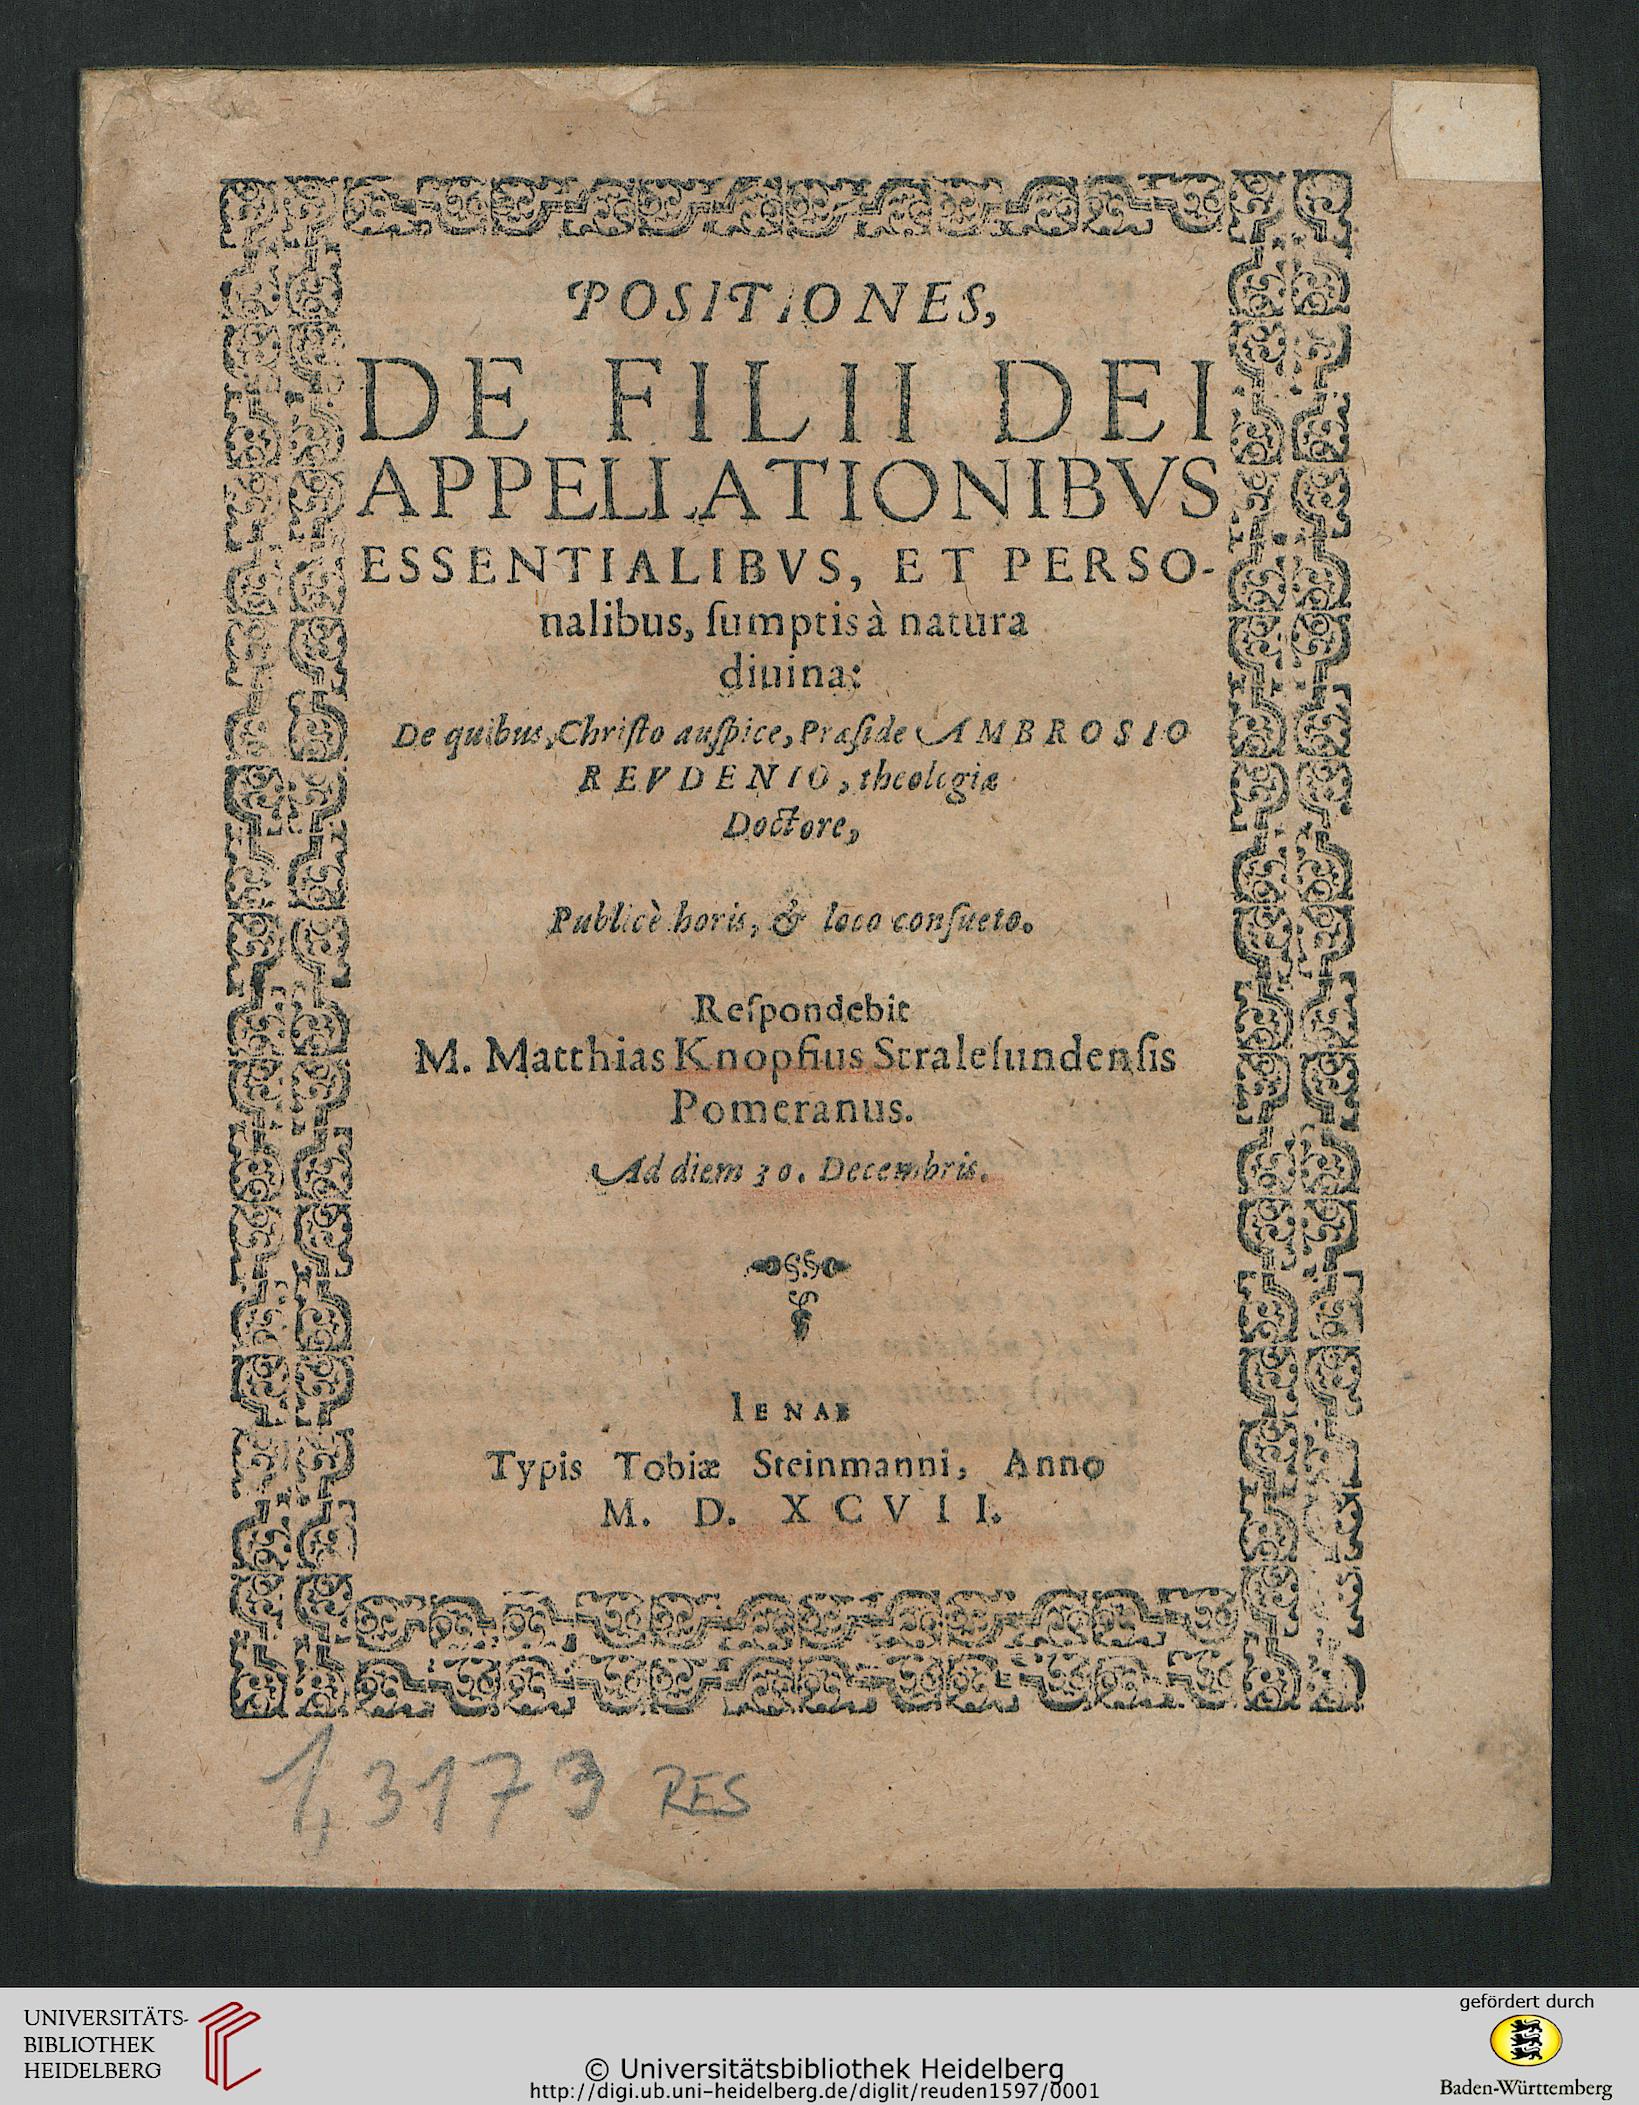 POSITIONES,
DE FILII DEI
APPELLATIONIBVS
ESSENTIALIBVS, ET PERSO-
nalibus, ſumptis à natura
diuina:
De quibus, Chriſto auſpice, Præſide AMBROSIO
REVDENIO, theologiæ
Doctore,
Publicè horis, & loco conſueto.
Reſpondebit
M. Matthias Knopfius Straleſundenſis
Pomeranus.
Ad diem 30. Decembris.
IENAE
Typis Tobiæ Steinmanni, Anno
M. D. XCVII.
1,3173 RES
UNIVERSITÄTS-
BIBLIOTHEK
HEIDELBERG
© Universitätsbibliothek Heidelberg
http://digi.ub.uni-heidelberg.de/diglit/reuden1597/0001
gefördert durch
Baden-Württemberg